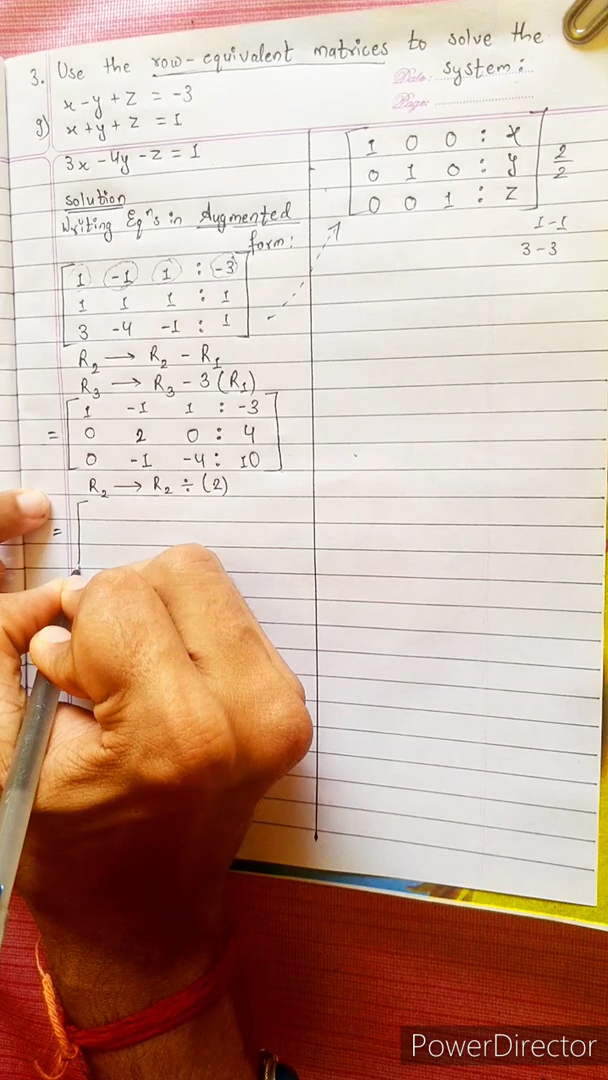 3. Use the row-equivalent matrices to solve the
system:
Date:
Page:
g) x - y + z = -3
x + y + z = 1
3x - 4y - z = 1
solution
Writing Eqⁿs in Augmented
form:
[ 1 -1 1 : -3 ]
[ 1 1 1 : 1 ]
[ 3 -4 -1 : 1 ]
R₂ → R₂ - R₁
R₃ → R₃ - 3(R₁)
[ 1 -1 1 : -3 ]
= [ 0 2 0 : 4 ]
[ 0 -1 -4 : 10 ]
R₂ → R₂ ÷ (2)
= [
[ 1 0 0 : x ]
[ 0 1 0 : y ]
[ 0 0 1 : z ]
2/2
1-1
3-3
PowerDirector